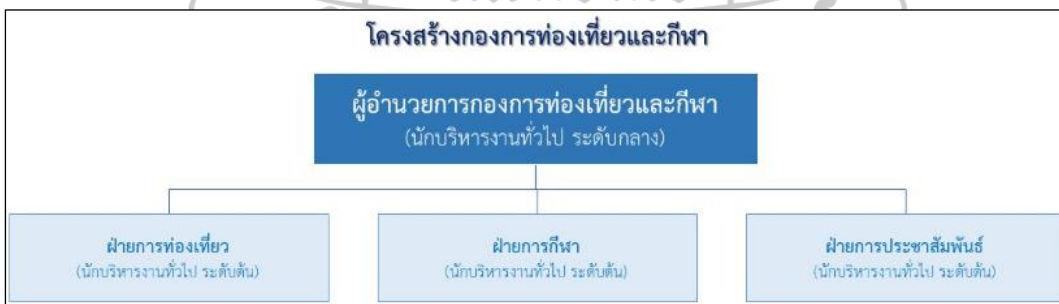 โครงสร้างกองการท่องเที่ยวและกีฬา
ผู้อำนวยการกองการท่องเที่ยวและกีฬา
(นักบริหารงานทั่วไป ระดับกลาง)
ฝ่ายการท่องเที่ยว
(นักบริหารงานทั่วไป ระดับต้น)
ฝ่ายการกีฬา
(นักบริหารงานทั่วไป ระดับต้น)
ฝ่ายการประชาสัมพันธ์
(นักบริหารงานทั่วไป ระดับต้น)